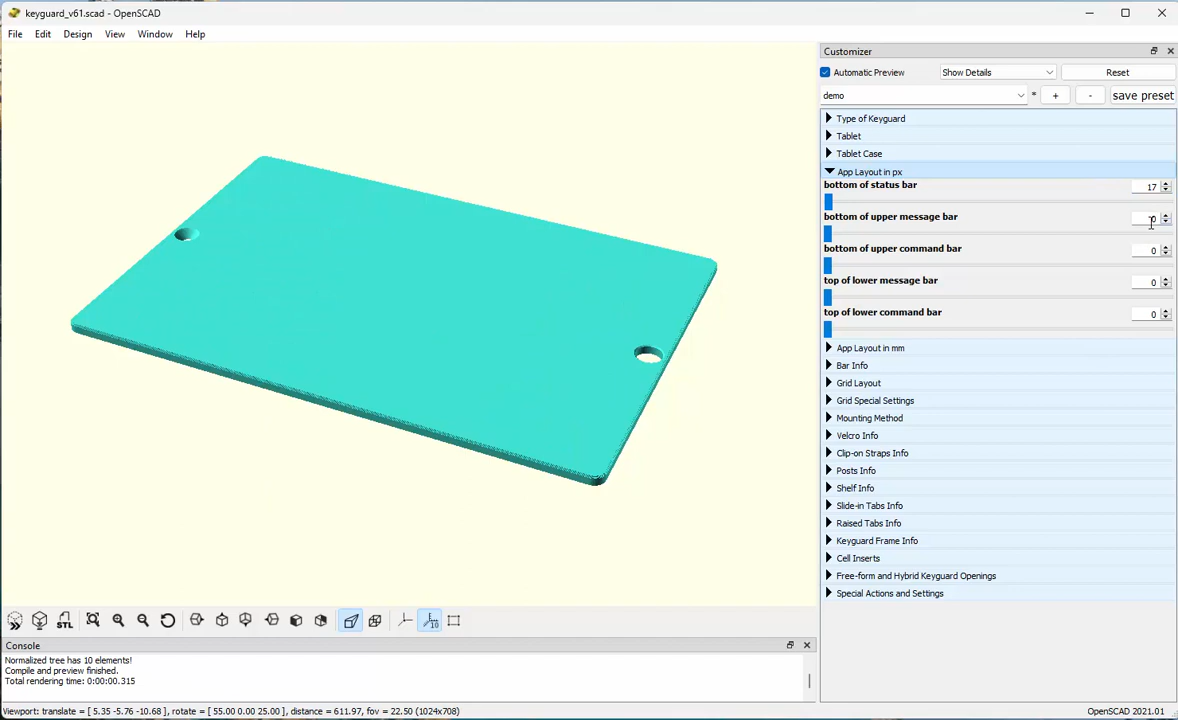 keyguard_v61.scad - OpenSCAD
File Edit Design View Window Help
Customizer
Automatic Preview Show Details Reset
demo * + - save preset
Type of Keyguard
Tablet
Tablet Case
App Layout in px
bottom of status bar 17
bottom of upper message bar
bottom of upper command bar 0
top of lower message bar 0
top of lower command bar 0
App Layout in mm
Bar Info
Grid Layout
Grid Special Settings
Mounting Method
Velcro Info
Clip-on Straps Info
Posts Info
Shelf Info
Slide-in Tabs Info
Raised Tabs Info
Keyguard Frame Info
Cell Inserts
Free-form and Hybrid Keyguard Openings
Special Actions and Settings
STL 10
Console
Normalized tree has 10 elements!
Compile and preview finished.
Total rendering time: 0:00:00.315
Viewport: translate = [ 5.35 -5.76 -10.68 ], rotate = [ 55.00 0.00 25.00 ], distance = 611.97, fov = 22.50 (1024x708) OpenSCAD 2021.01